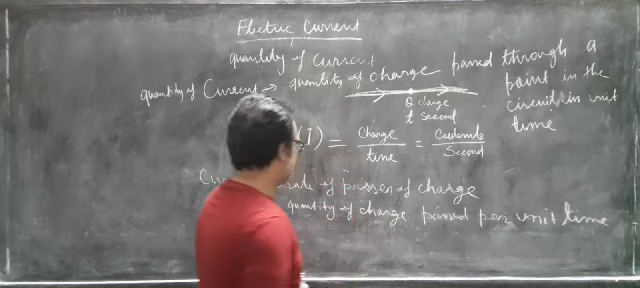 Electric Current
quantity of current
quantity of Current → quantity of charge passed through a
point in the
circuit in unit
time
Q charge
t second
(I) = Charge/time = Coulomb/Second
rate of passes of charge
quantity of charge passed per unit time